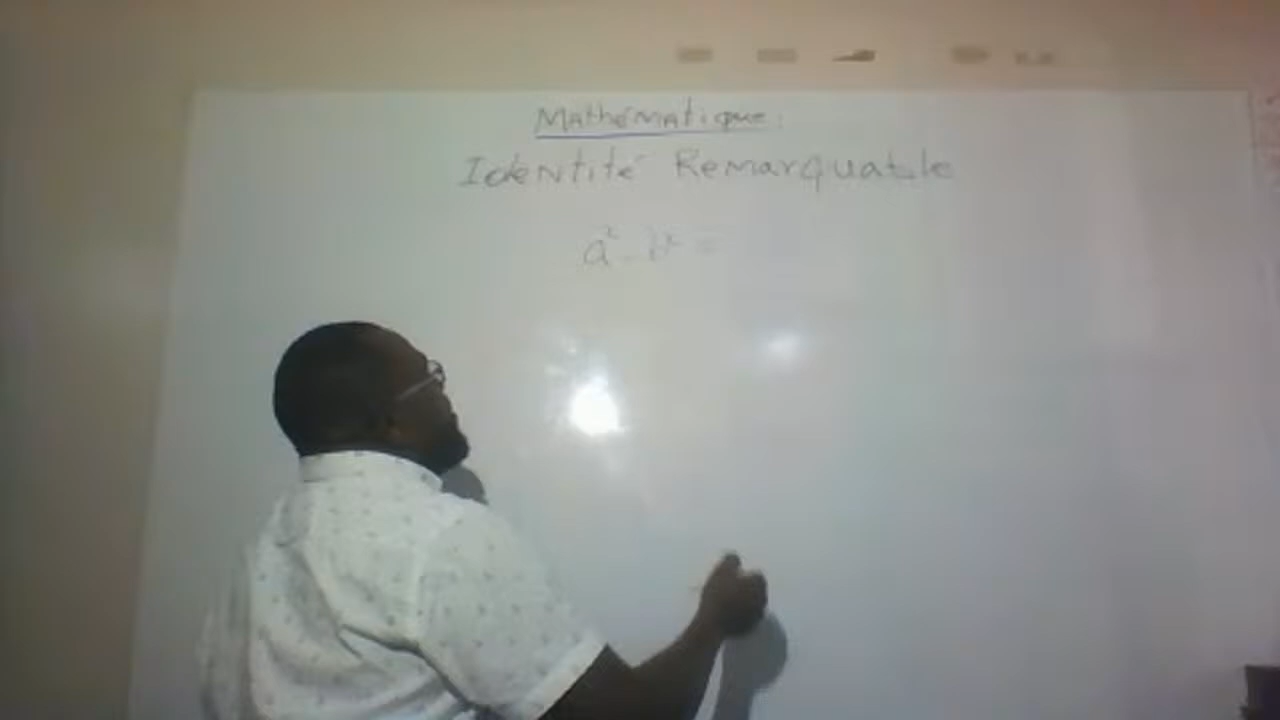 Mathématique:
Identité Remarquable
a² - b² =